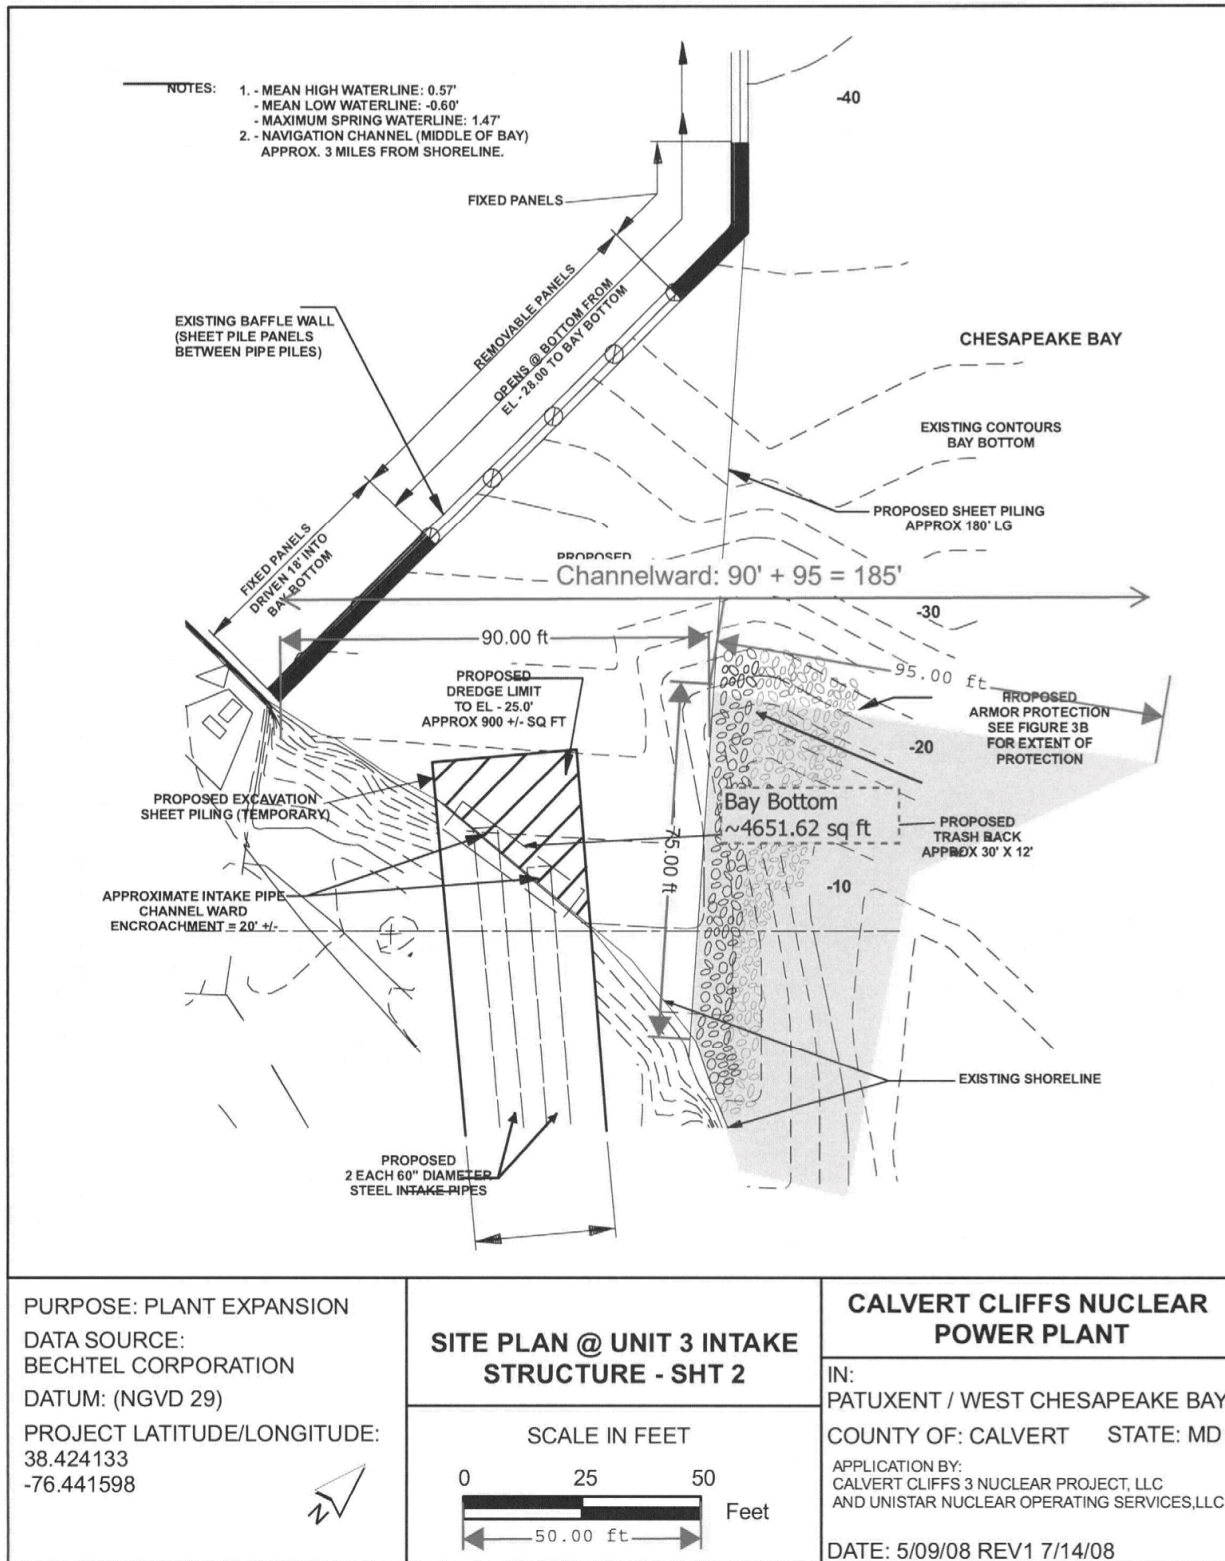 NOTES: 1. - MEAN HIGH WATERLINE: 0.57'
- MEAN LOW WATERLINE: -0.60'
- MAXIMUM SPRING WATERLINE: 1.47'
2. - NAVIGATION CHANNEL (MIDDLE OF BAY)
APPROX. 3 MILES FROM SHORELINE.
-40
FIXED PANELS
REMOVABLE PANELS
OPENS @ BOTTOM FROM
EL - 28.00 TO BAY BOTTOM
EXISTING BAFFLE WALL
(SHEET PILE PANELS
BETWEEN PIPE PILES)
CHESAPEAKE BAY
EXISTING CONTOURS
BAY BOTTOM
PROPOSED SHEET PILING
APPROX 180' LG
FIXED PANELS
DRIVEN 18' INTO
BAY BOTTOM
PROPOSED
Channelward: 90' + 95 = 185'
-30
90.00 ft
95.00 ft
PROPOSED
DREDGE LIMIT
TO EL - 25.0'
APPROX 900 +/- SQ FT
PROPOSED
ARMOR PROTECTION
SEE FIGURE 3B
FOR EXTENT OF
PROTECTION
-20
PROPOSED EXCAVATION
SHEET PILING (TEMPORARY)
Bay Bottom
~4651.62 sq ft
75.00 ft
PROPOSED
TRASH RACK
APPROX 30' X 12'
-10
APPROXIMATE INTAKE PIPE
CHANNEL WARD
ENCROACHMENT = 20' +/-
EXISTING SHORELINE
PROPOSED
2 EACH 60" DIAMETER
STEEL INTAKE PIPES
PURPOSE: PLANT EXPANSION
DATA SOURCE:
BECHTEL CORPORATION
DATUM: (NGVD 29)
PROJECT LATITUDE/LONGITUDE:
38.424133
-76.441598
N
SITE PLAN @ UNIT 3 INTAKE
STRUCTURE - SHT 2
SCALE IN FEET
0 25 50
Feet
50.00 ft
CALVERT CLIFFS NUCLEAR
POWER PLANT
IN:
PATUXENT / WEST CHESAPEAKE BAY
COUNTY OF: CALVERT STATE: MD
APPLICATION BY:
CALVERT CLIFFS 3 NUCLEAR PROJECT, LLC
AND UNISTAR NUCLEAR OPERATING SERVICES,LLC
DATE: 5/09/08 REV1 7/14/08